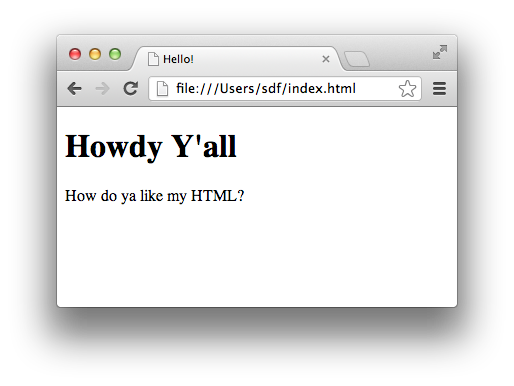 Hello!
file:///Users/sdf/index.html
Howdy Y'all
How do ya like my HTML?